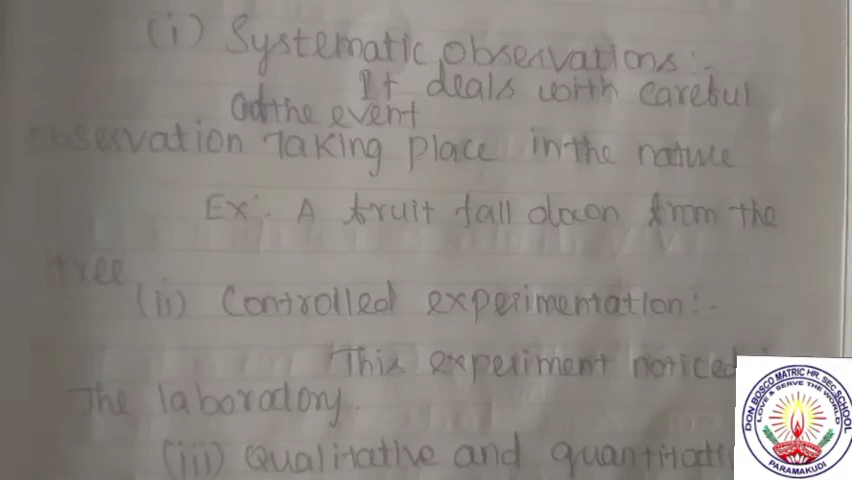 (i) Systematic observations:-
It deals with careful
of the event
observation Taking place in the nature
Ex:. A fruit fall down from the
tree
(ii) Controlled experimentation:-
This experiment noticed
The laboratory.
(iii) Qualitative and
DON BOSCO MATRIC HR. SEC. SCHOOL
LOVE & SERVE THE WORLD
PARAMAKUDI